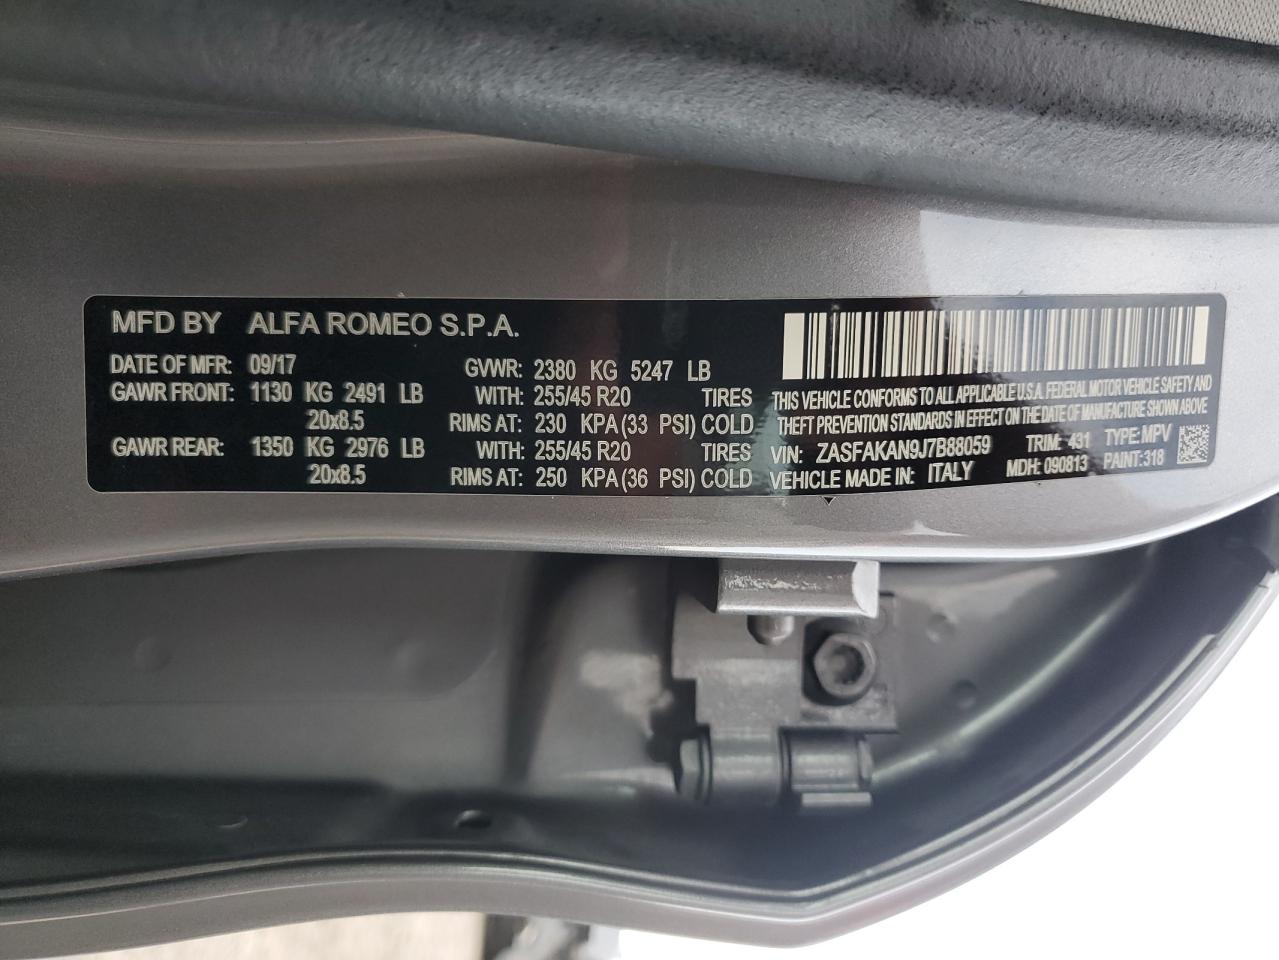 MFD BY ALFA ROMEO S.P.A.
DATE OF MFR: 09/17 GVWR: 2380 KG 5247 LB
GAWR FRONT: 1130 KG 2491 LB WITH: 255/45 R20 TIRES
20x8.5 RIMS AT: 230 KPA (33 PSI) COLD
GAWR REAR: 1350 KG 2976 LB WITH: 255/45 R20 TIRES
20x8.5 RIMS AT: 250 KPA (36 PSI) COLD
THIS VEHICLE CONFORMS TO ALL APPLICABLE U.S.A. FEDERAL MOTOR VEHICLE SAFETY AND
THEFT PREVENTION STANDARDS IN EFFECT ON THE DATE OF MANUFACTURE SHOWN ABOVE
VIN: ZASFAKAN9J7B88059 TRIM: 431 TYPE: MPV
VEHICLE MADE IN: ITALY MDH: 090813 PAINT: 318